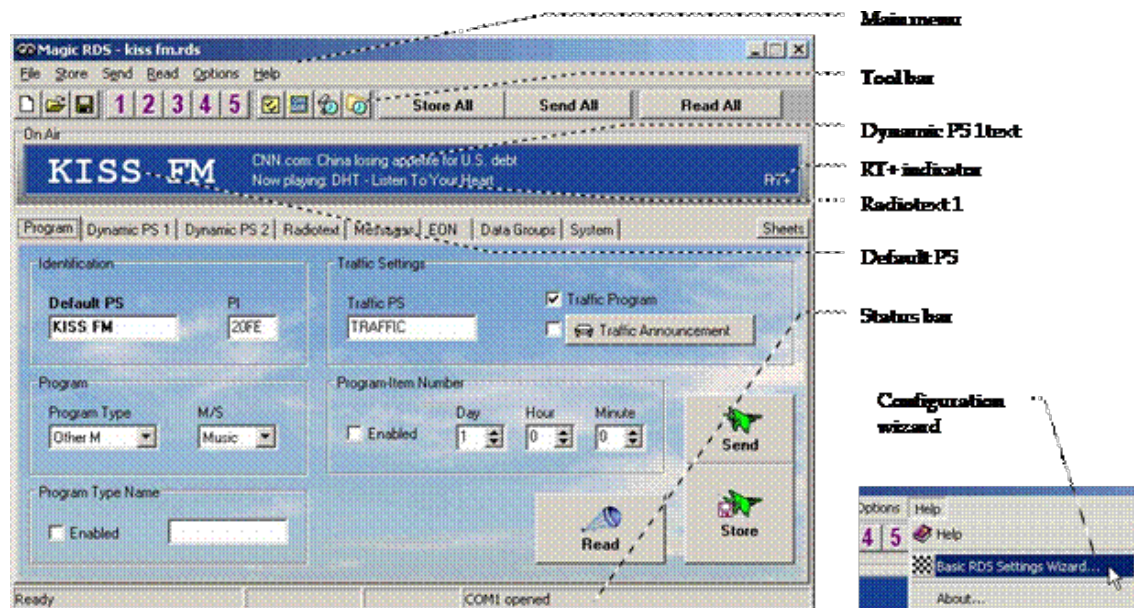 Main menu
Magic RDS - kiss fm.rds
File Store Send Read Options Help
Tool bar
1 2 3 4 5 Store All Send All Read All
On Air
Dynamic PS 1 text
KISS FM
CNN.com: China losing appetite for U.S. debt
Now playing: DHT - Listen To Your Heart
RT+
RT+ indicator
Radiotext 1
Program Dynamic PS 1 Dynamic PS 2 Radiotext Messages EON Data Groups System Sheets
Default PS
Identification
Traffic Settings
Default PS PI
KISS FM 20FE
Traffic PS
TRAFFIC
Traffic Program
Traffic Announcement
Status bar
Program
Program Type M/S
Other M Music
Program-Item Number
Day Hour Minute
Enabled 1 0 0
Send
Configuration
wizard
Program Type Name
Enabled
Read
Store
Options Help
4 5 Help
Basic RDS Settings Wizard...
About...
Ready
COM1 opened